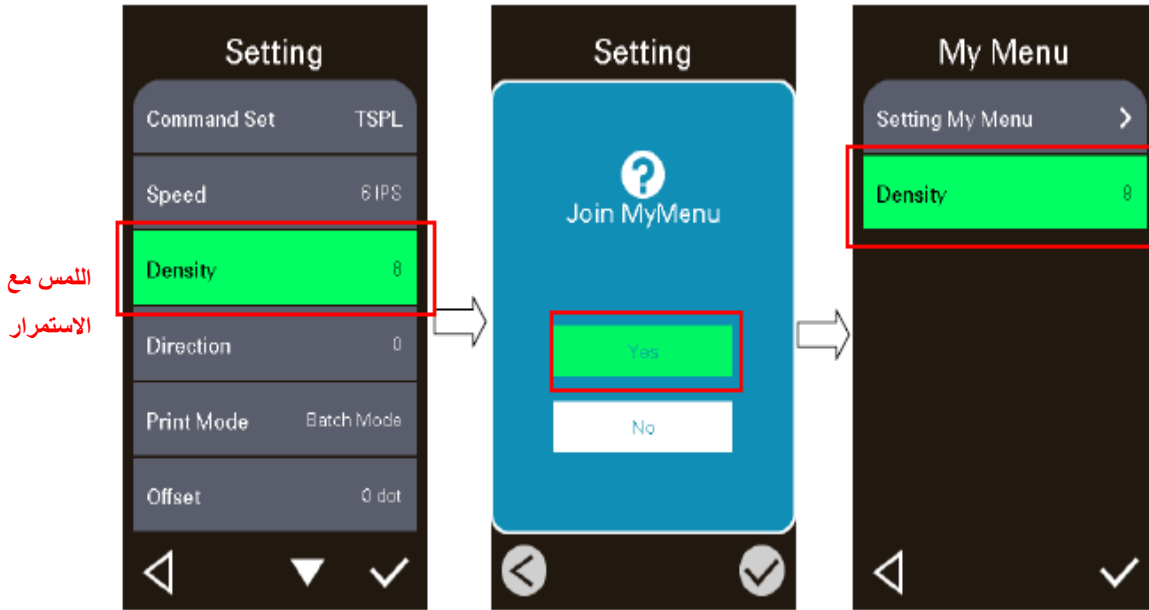 اللمس مع
الاستمرار
Setting
Command Set TSPL
Speed 6 IPS
Density 8
Direction 0
Print Mode Batch Mode
Offset 0 dot
Setting
?
Join MyMenu
Yes
No
My Menu
Setting My Menu >
Density 8